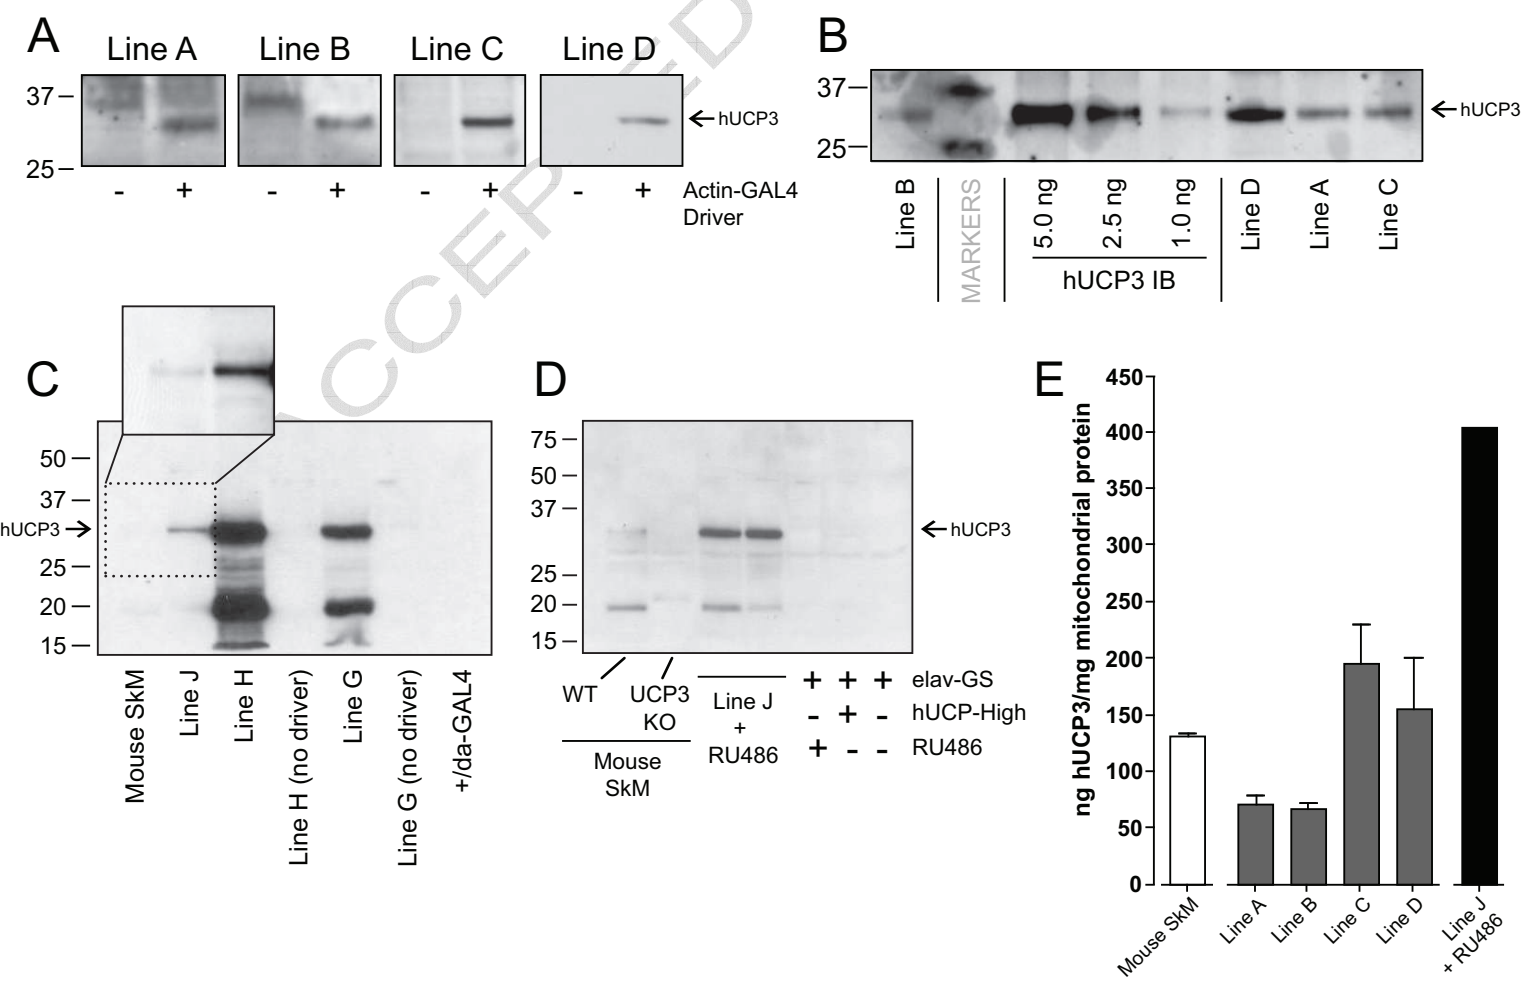 A
Line A
Line B
Line C
Line D
37
25
hUCP3
- + - + - + - +
Actin-GAL4
Driver
B
37
25
hUCP3
Line B
MARKERS
5.0 ng
2.5 ng
1.0 ng
hUCP3 IB
Line D
Line A
Line C
ACCEPTED
C
50
37
hUCP3
25
20
15
Mouse SkM
Line J
Line H
Line H (no driver)
Line G
Line G (no driver)
+/da-GAL4
D
75
50
37
25
20
15
hUCP3
WT
UCP3
KO
Mouse
SkM
Line J
+
RU486
+ + + elav-GS
- + - hUCP-High
+ - - RU486
E
ng hUCP3/mg mitochondrial protein
450
400
350
300
250
200
150
100
50
0
Mouse SkM
Line A
Line B
Line C
Line D
Line J
+ RU486